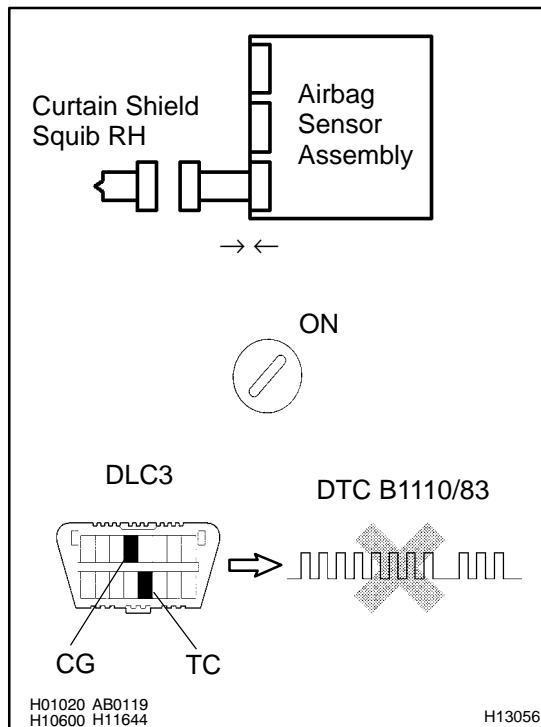 Curtain Shield
Squib RH
Airbag
Sensor
Assembly
ON
DLC3
DTC B1110/83
CG
TC
H01020 AB0119
H10600 H11644
H13056